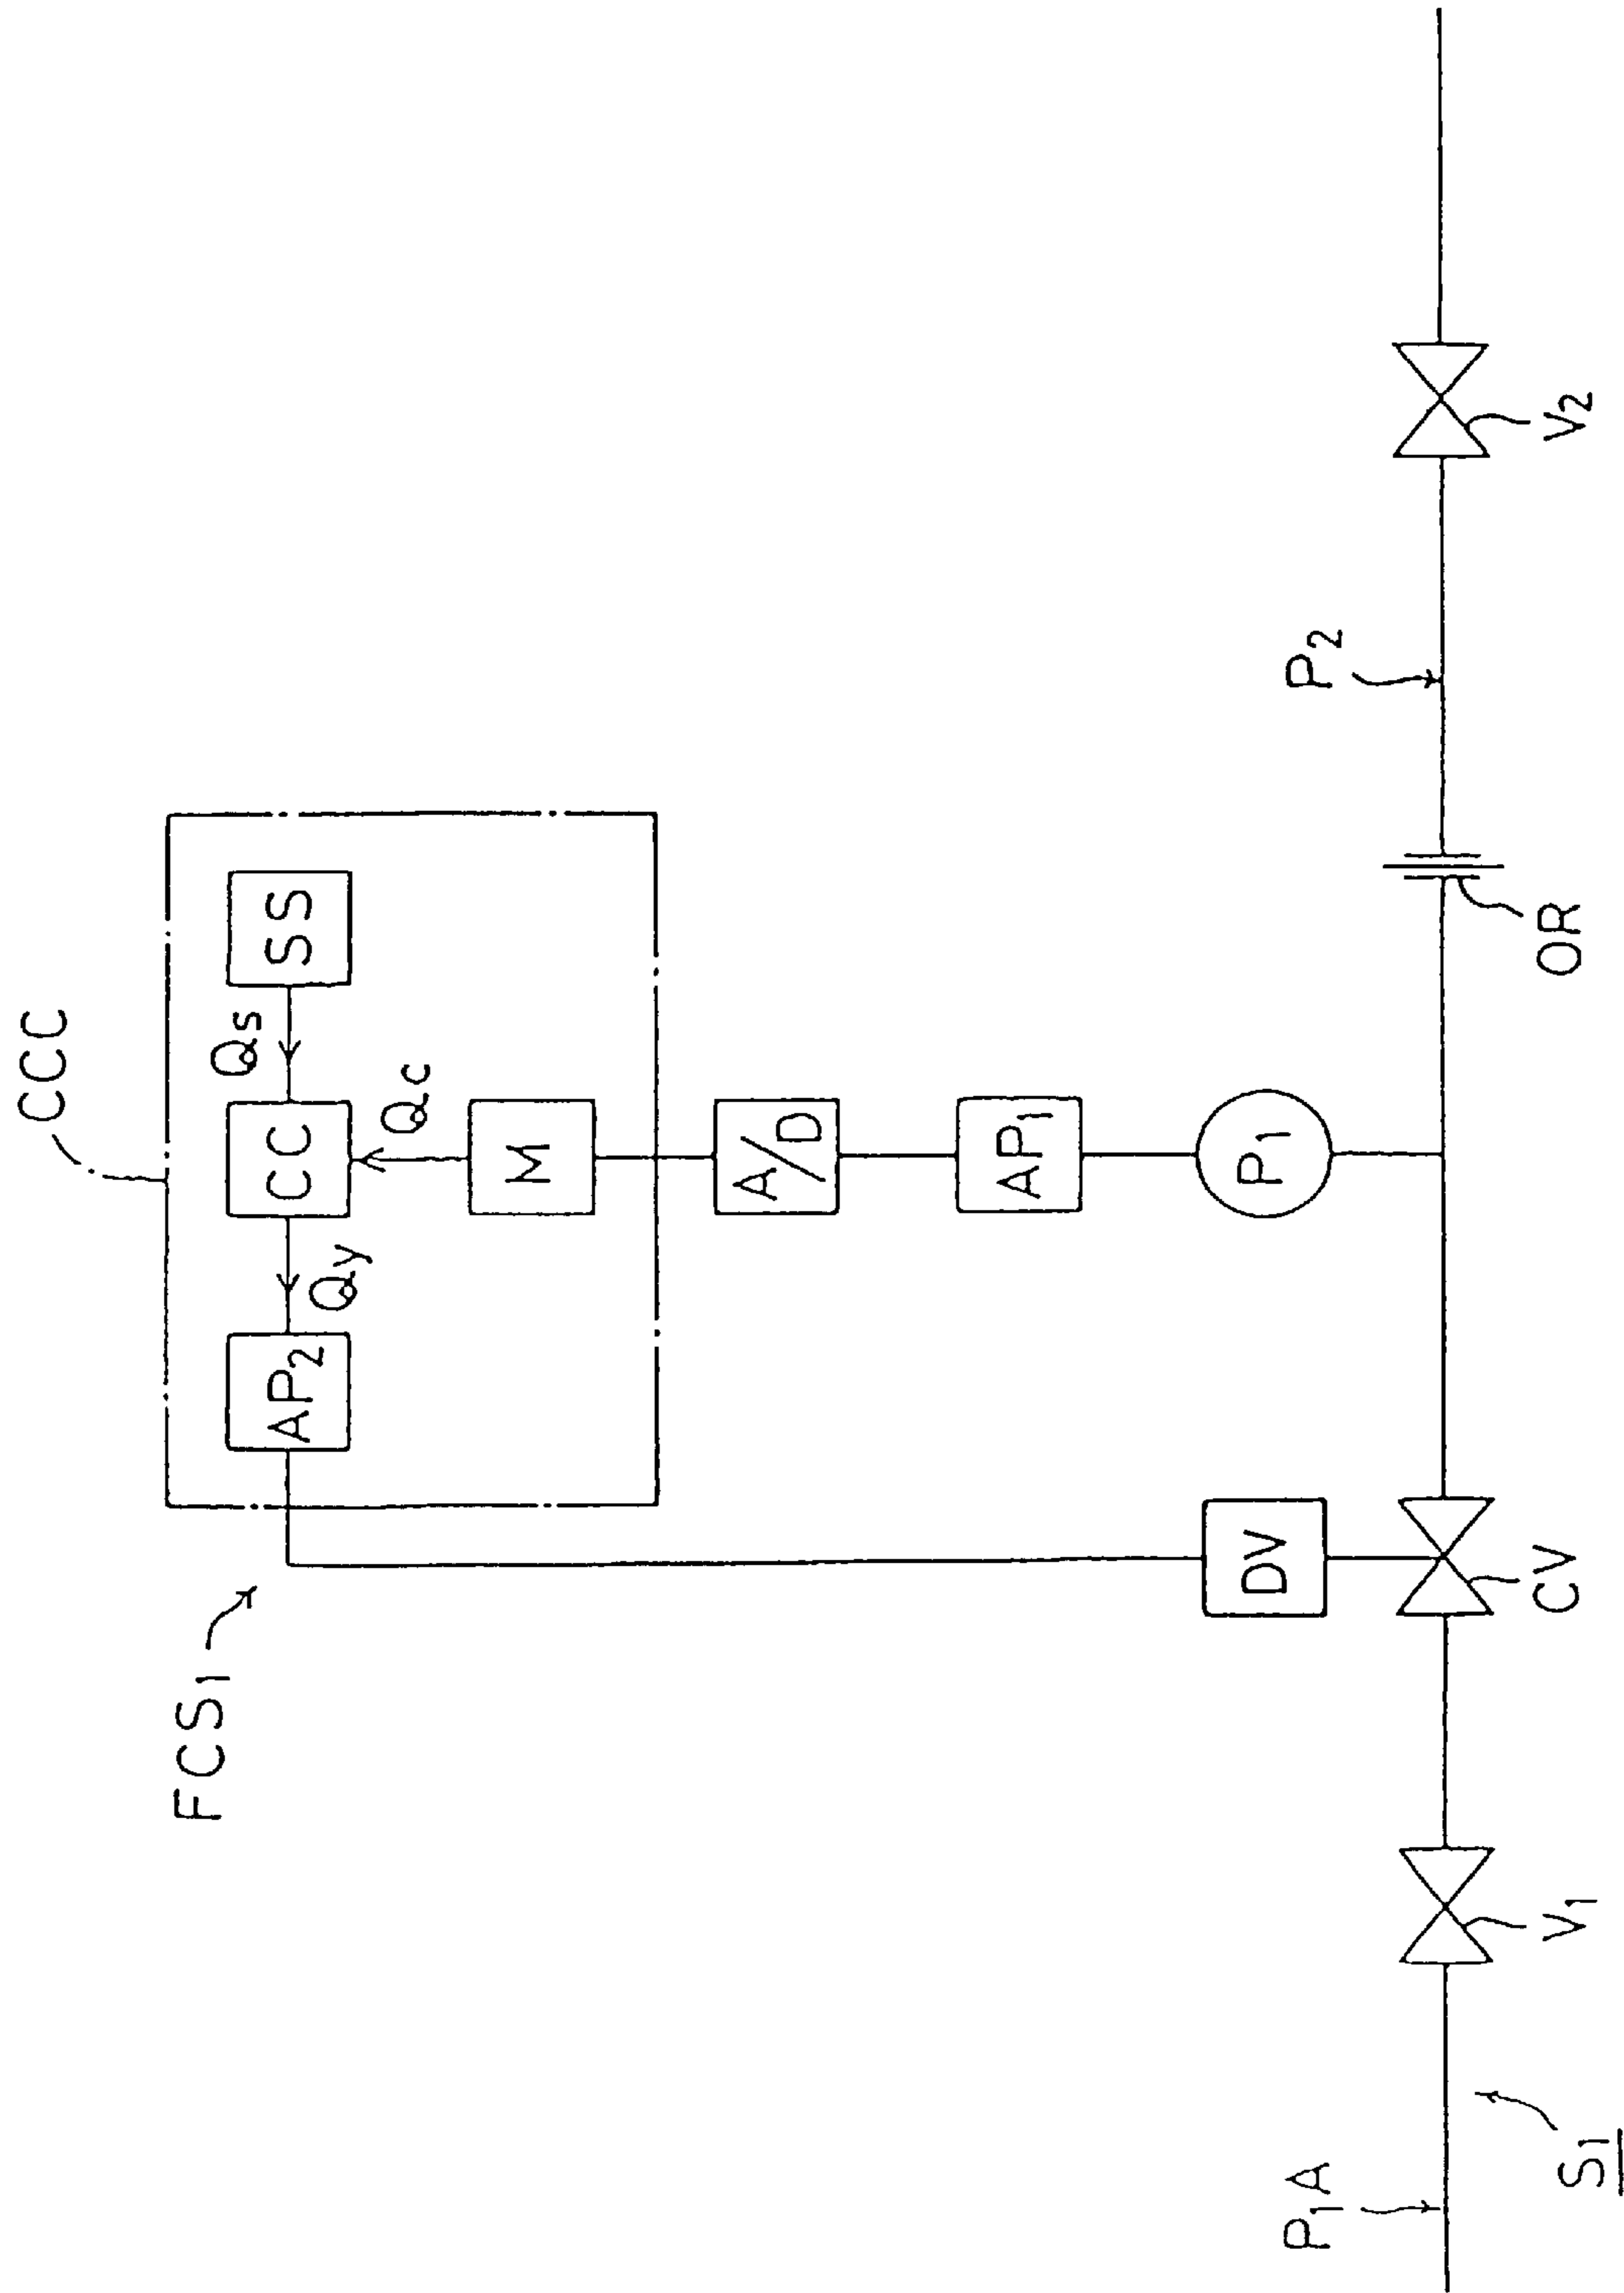 CCC
FCS1
AP2
Qy
CC
Qs
SS
Qc
M
A/D
AP1
P1
DV
P1A
P2
S1
V1
CV
OR
V2